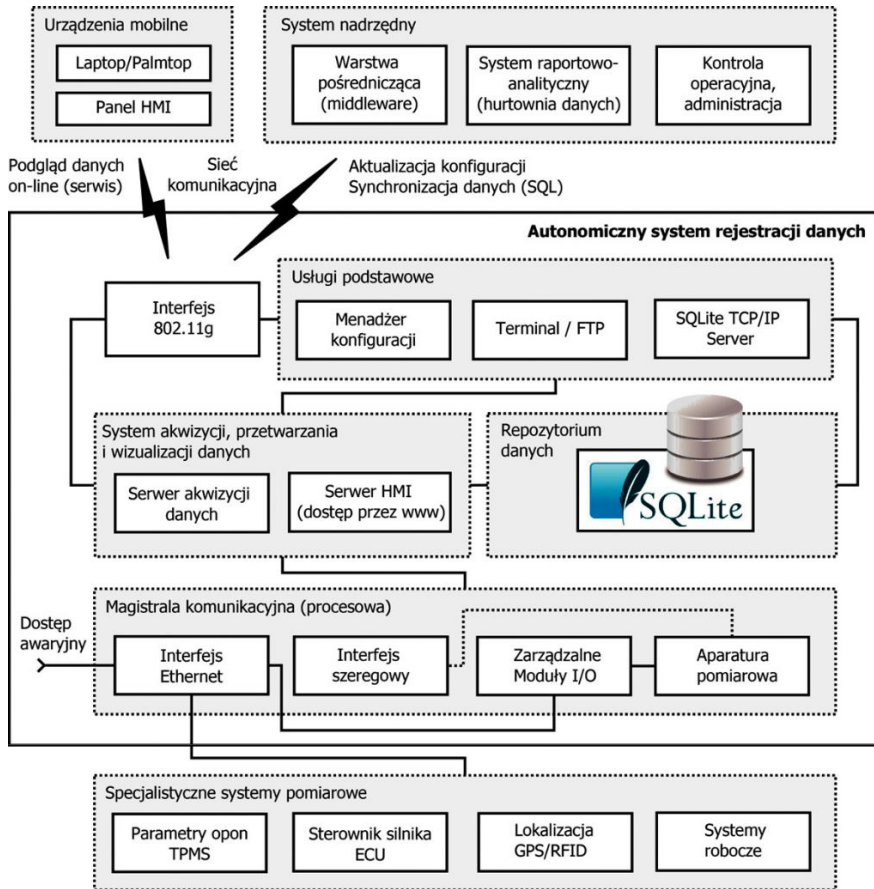 Urządzenia mobilne
Laptop/Palmtop
Panel HMI
System nadrzędny
Warstwa
pośrednicząca
(middleware)
System raportowo-
analityczny
(hurtownia danych)
Kontrola
operacyjna,
administracja
Podgląd danych
on-line (serwis)
Sieć
komunikacyjna
Aktualizacja konfiguracji
Synchronizacja danych (SQL)
Autonomiczny system rejestracji danych
Interfejs
802.11g
Usługi podstawowe
Menadżer
konfiguracji
Terminal / FTP
SQLite TCP/IP
Server
System akwizycji, przetwarzania
i wizualizacji danych
Serwer akwizycji
danych
Serwer HMI
(dostęp przez www)
Repozytorium
danych
SQLite
Magistrala komunikacyjna (procesowa)
Dostęp
awaryjny
Interfejs
Ethernet
Interfejs
szeregowy
Zarządzalne
Moduły I/O
Aparatura
pomiarowa
Specjalistyczne systemy pomiarowe
Parametry opon
TPMS
Sterownik silnika
ECU
Lokalizacja
GPS/RFID
Systemy
robocze